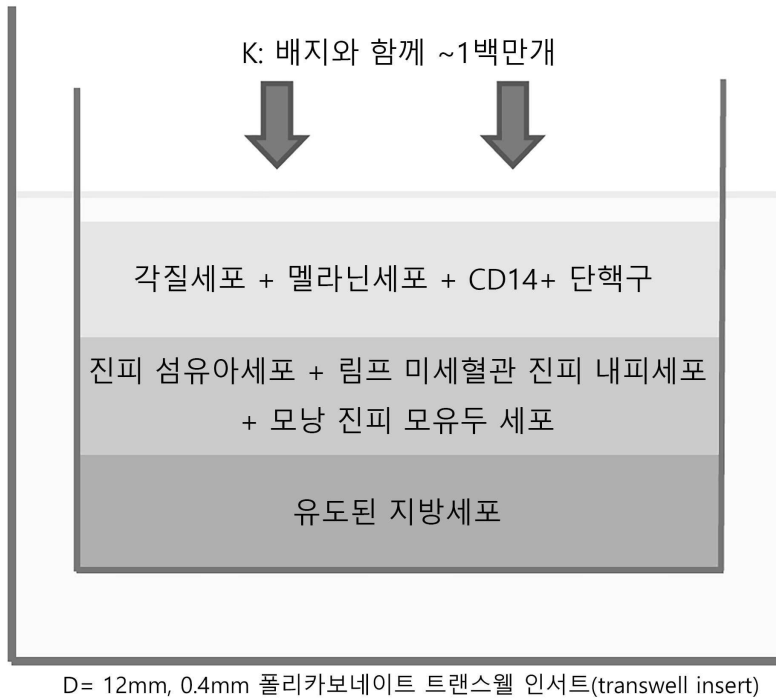 K: 배지와 함께 ~1백만개
각질세포 + 멜라닌세포 + CD14+ 단핵구
진피 섬유아세포 + 림프 미세혈관 진피 내피세포
+ 모낭 진피 모유두 세포
유도된 지방세포
D= 12mm, 0.4mm 폴리카보네이트 트랜스웰 인서트(transwell insert)